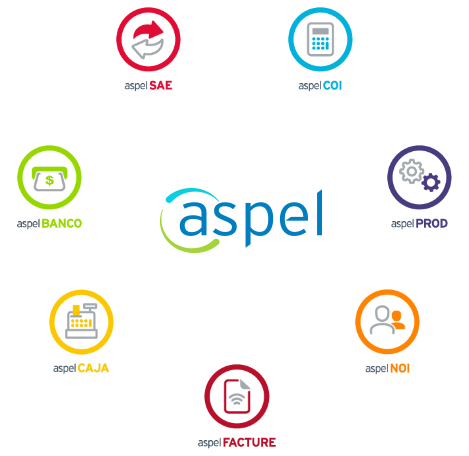 aspel SAE
aspel COI
aspel BANCO
$
aspel
aspel PROD
aspel CAJA
aspel NOI
aspel FACTURE